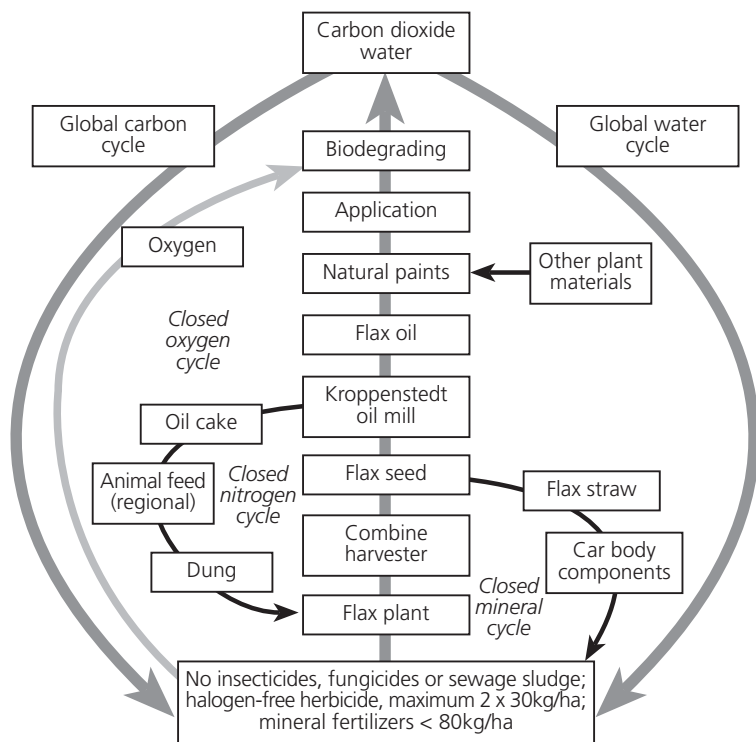 Carbon dioxide
water
Global carbon
cycle
Global water
cycle
Biodegrading
Application
Oxygen
Natural paints
Other plant
materials
Closed
oxygen
cycle
Flax oil
Kroppenstedt
oil mill
Oil cake
Animal feed
(regional)
Closed
nitrogen
cycle
Flax seed
Flax straw
Combine
harvester
Car body
components
Dung
Flax plant
Closed
mineral
cycle
No insecticides, fungicides or sewage sludge;
halogen-free herbicide, maximum 2 x 30kg/ha;
mineral fertilizers < 80kg/ha